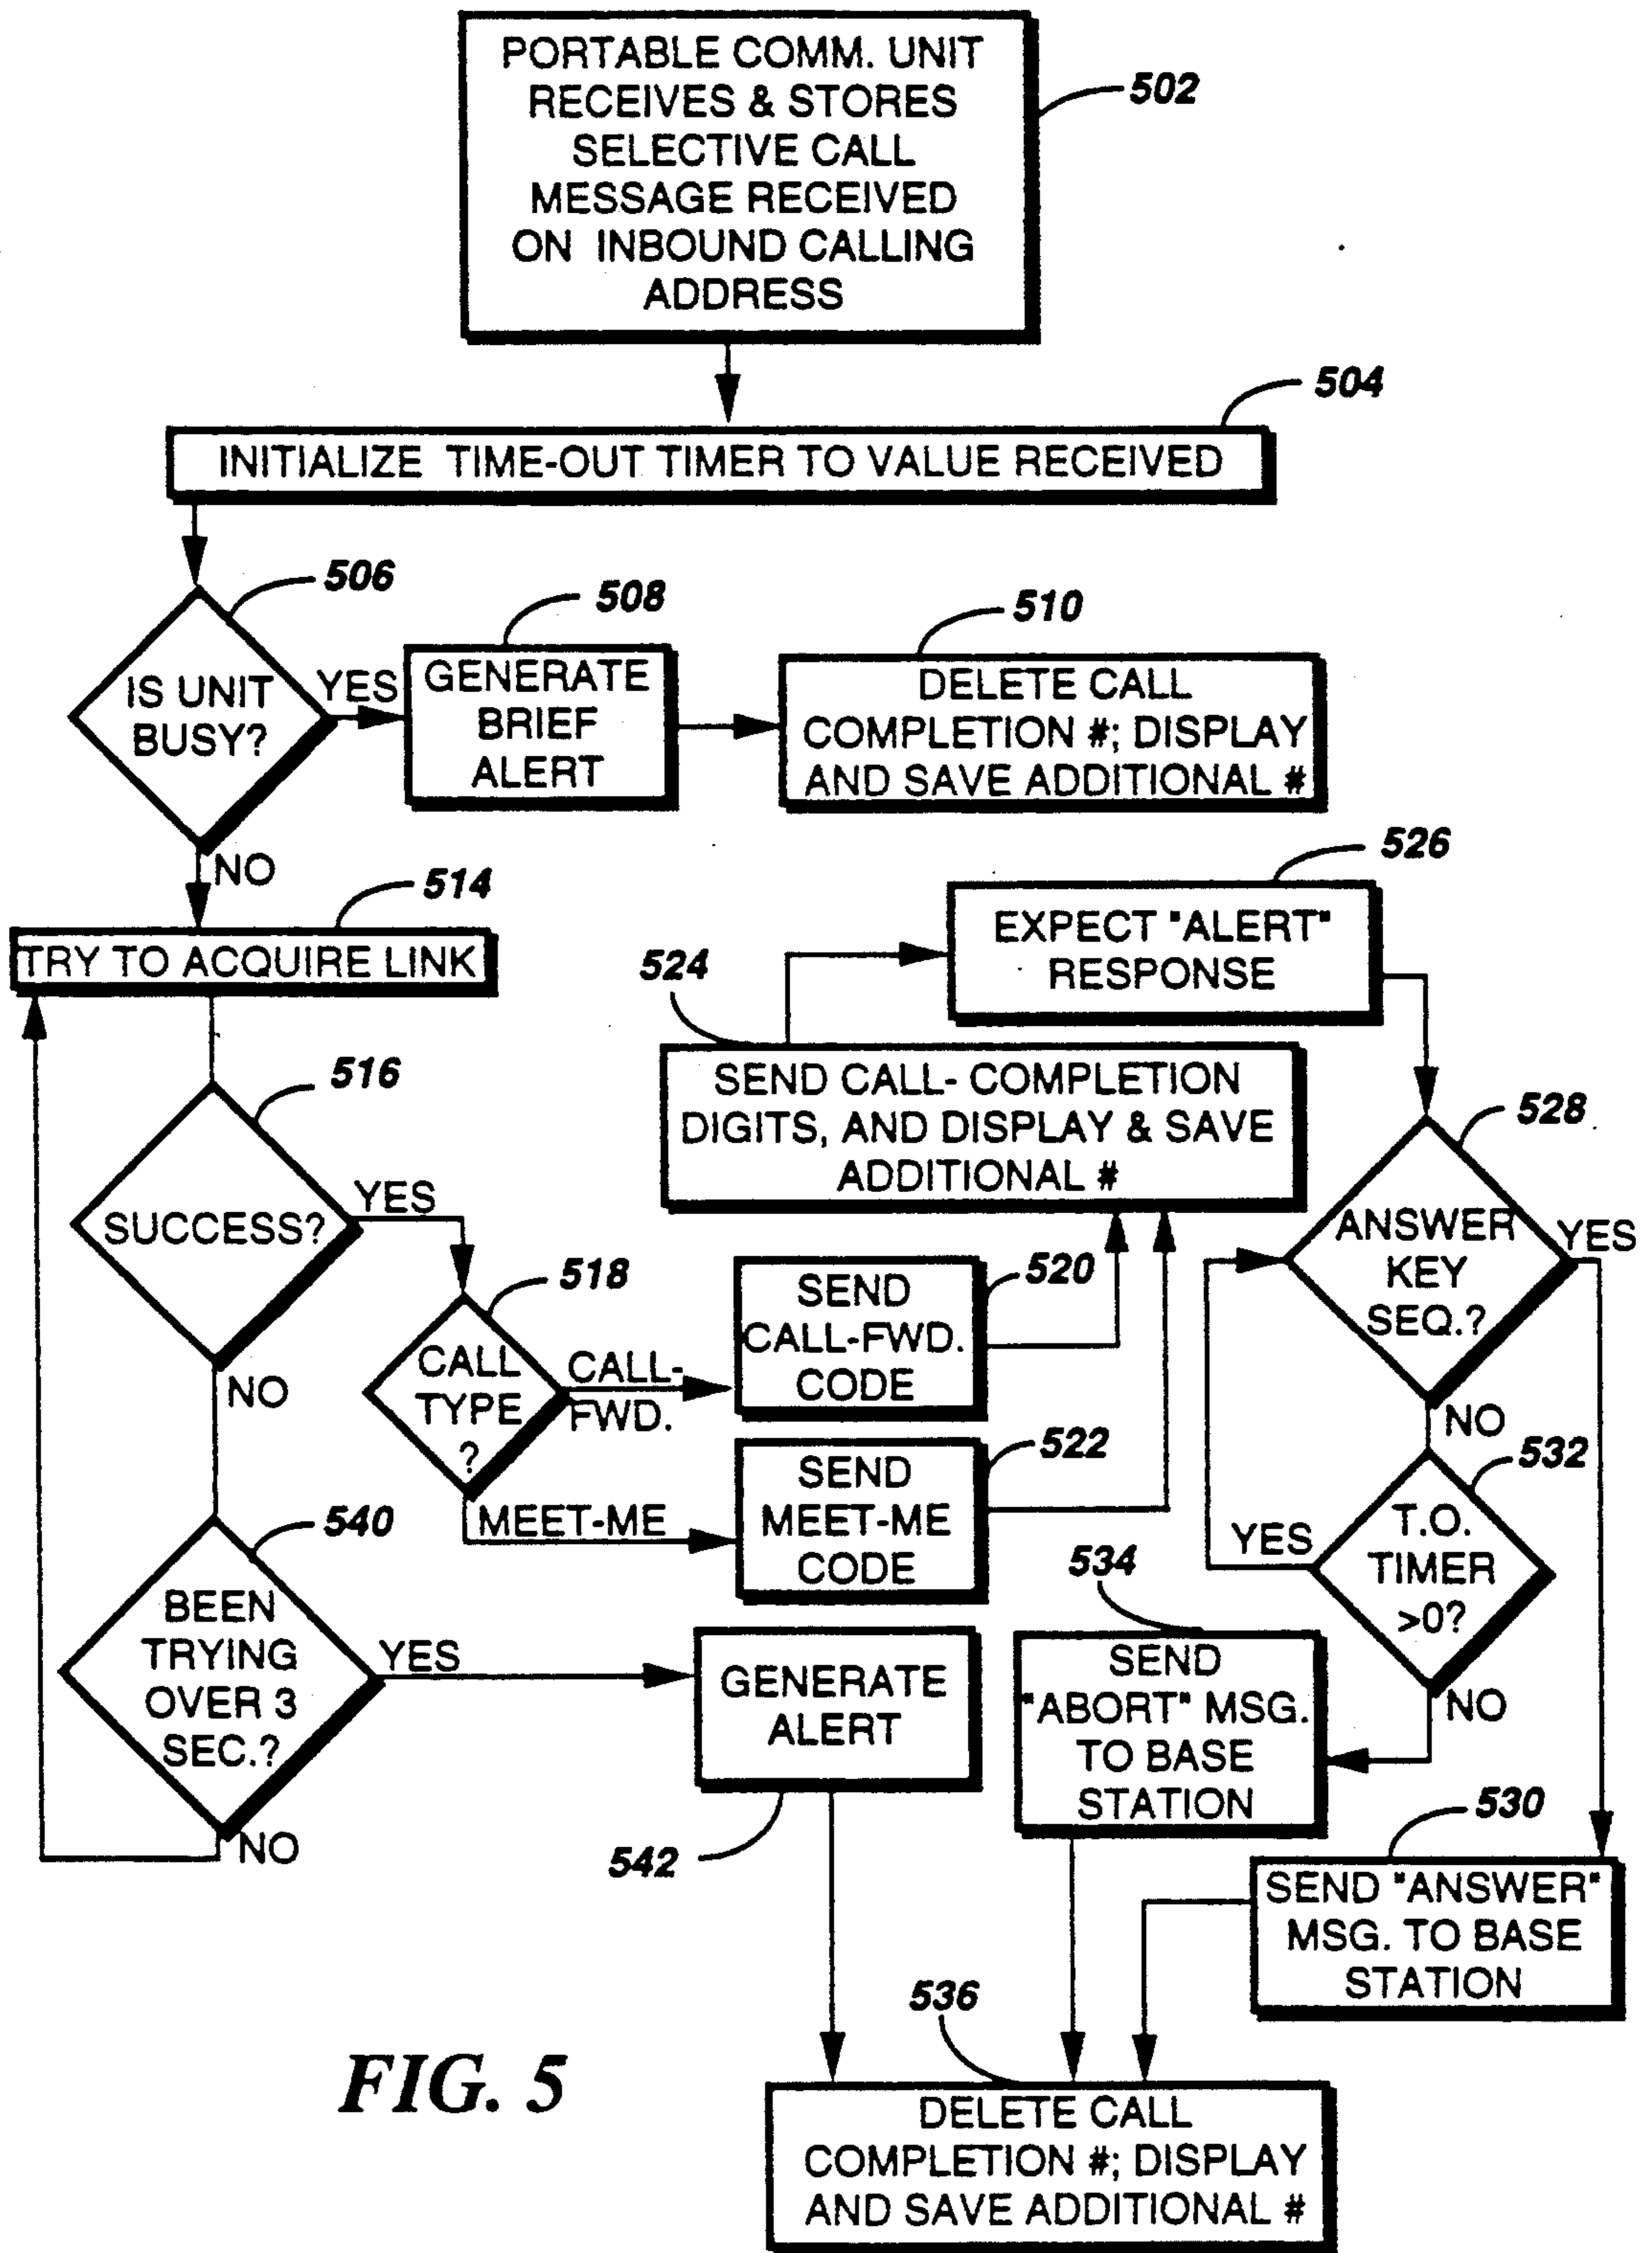 PORTABLE COMM. UNIT
RECEIVES & STORES
SELECTIVE CALL
MESSAGE RECEIVED
ON INBOUND CALLING
ADDRESS
502
504
INITIALIZE TIME-OUT TIMER TO VALUE RECEIVED
506
IS UNIT
BUSY?
YES
NO
508
GENERATE
BRIEF
ALERT
510
DELETE CALL
COMPLETION #; DISPLAY
AND SAVE ADDITIONAL #
514
TRY TO ACQUIRE LINK
516
SUCCESS?
YES
NO
518
CALL
TYPE
?
CALL-
FWD.
MEET-ME
520
SEND
CALL-FWD.
CODE
522
SEND
MEET-ME
CODE
524
SEND CALL- COMPLETION
DIGITS, AND DISPLAY & SAVE
ADDITIONAL #
526
EXPECT "ALERT"
RESPONSE
528
ANSWER
KEY
SEQ.?
YES
NO
532
T.O.
TIMER
>0?
YES
NO
534
SEND
"ABORT" MSG.
TO BASE
STATION
530
SEND "ANSWER"
MSG. TO BASE
STATION
540
BEEN
TRYING
OVER 3
SEC.?
YES
NO
GENERATE
ALERT
542
536
DELETE CALL
COMPLETION #; DISPLAY
AND SAVE ADDITIONAL #
FIG. 5